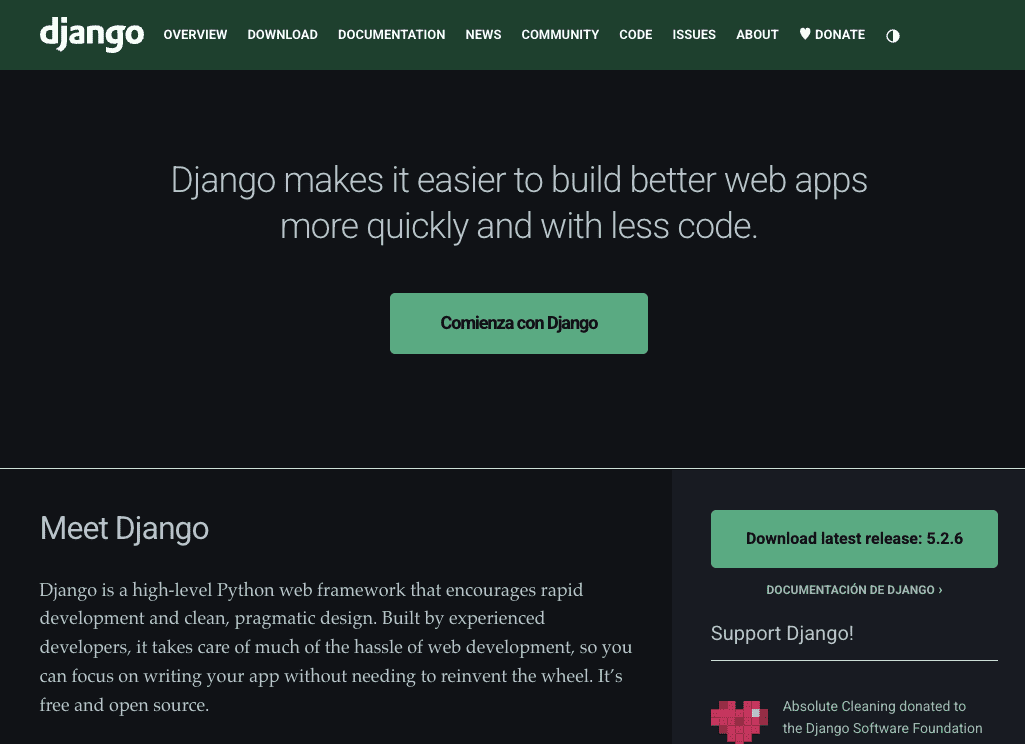 django OVERVIEW DOWNLOAD DOCUMENTATION NEWS COMMUNITY CODE ISSUES ABOUT ♥ DONATE
Django makes it easier to build better web apps
more quickly and with less code.
Comienza con Django
Meet Django
Django is a high-level Python web framework that encourages rapid
development and clean, pragmatic design. Built by experienced
developers, it takes care of much of the hassle of web development, so you
can focus on writing your app without needing to reinvent the wheel. It’s
free and open source.
Download latest release: 5.2.6
DOCUMENTACIÓN DE DJANGO ›
Support Django!
Absolute Cleaning donated to
the Django Software Foundation